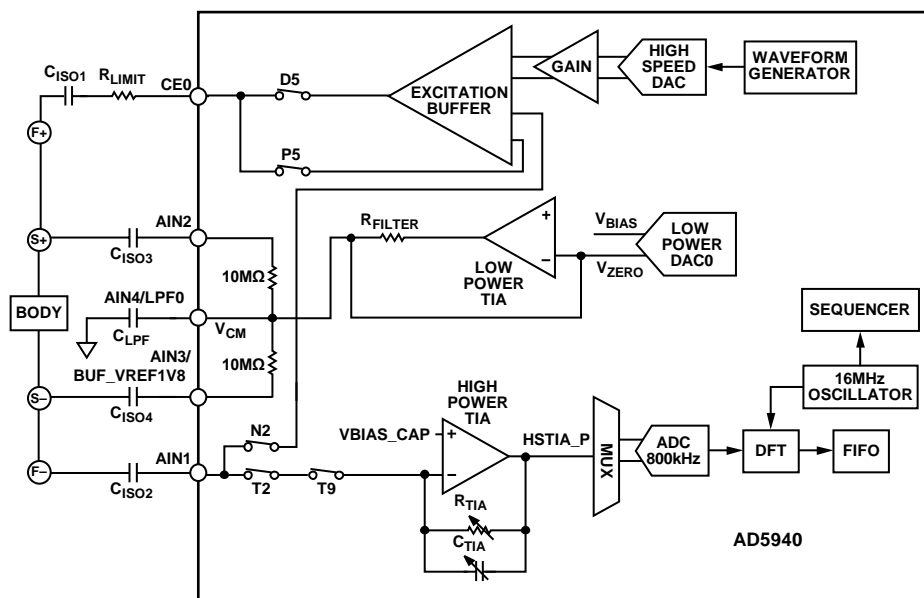 CISO1
RLIMIT
CE0
D5
EXCITATION
BUFFER
GAIN
HIGH
SPEED
DAC
WAVEFORM
GENERATOR
F+
P5
AIN2
S+
CISO3
10MΩ
RFILTER
+
−
LOW POWER
TIA
VBIAS
VZERO
LOW
POWER
DAC0
BODY
AIN4/LPF0
CLPF
VCM
AIN3/
BUF_VREF1V8
10MΩ
S−
CISO4
SEQUENCER
16MHz
OSCILLATOR
HIGH
POWER
TIA
N2
VBIAS_CAP
+
−
HSTIA_P
MUX
ADC
800kHz
DFT
FIFO
F−
AIN1
CISO2
T2
T9
RTIA
CTIA
AD5940